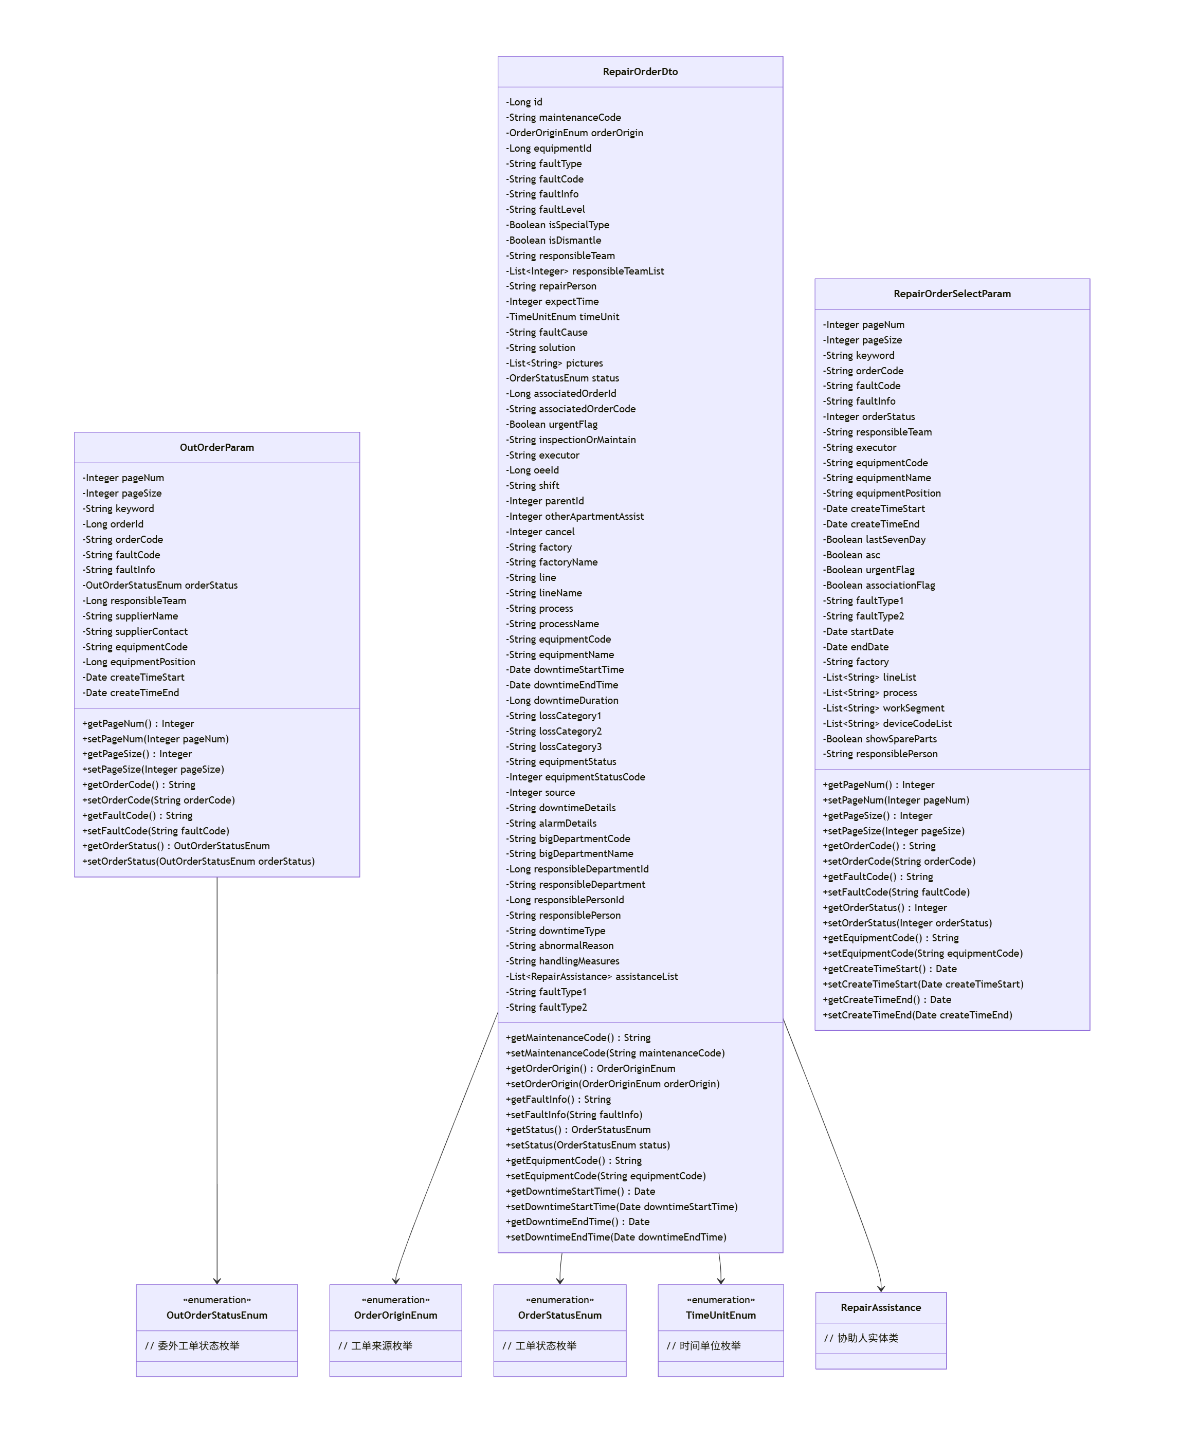 RepairOrderDto
-Long id
-String maintenanceCode
-OrderOriginEnum orderOrigin
-Long equipmentId
-String faultType
-String faultCode
-String faultInfo
-String faultLevel
-Boolean isSpecialType
-Boolean isDismantle
-String responsibleTeam
-List<Integer> responsibleTeamList
-String repairPerson
-Integer expectTime
-TimeUnitEnum timeUnit
-String faultCause
-String solution
-List<String> pictures
-OrderStatusEnum status
-Long associatedOrderId
-String associatedOrderCode
-Boolean urgentFlag
-String inspectionOrMaintain
-String executor
-Long oeeId
-String shift
-Integer parentId
-Integer otherApartmentAssist
-Integer cancel
-String factory
-String factoryName
-String line
-String lineName
-String process
-String processName
-String equipmentCode
-String equipmentName
-Date downtimeStartTime
-Date downtimeEndTime
-Long downtimeDuration
-String lossCategory1
-String lossCategory2
-String lossCategory3
-String equipmentStatus
-Integer equipmentStatusCode
-Integer source
-String downtimeDetails
-String alarmDetails
-String bigDepartmentCode
-String bigDepartmentName
-Long responsibleDepartmentId
-String responsibleDepartment
-Long responsiblePersonId
-String responsiblePerson
-String downtimeType
-String abnormalReason
-String handlingMeasures
-List<RepairAssistance> assistanceList
-String faultType1
-String faultType2
+getMaintenanceCode() : String
+setMaintenanceCode(String maintenanceCode)
+getOrderOrigin() : OrderOriginEnum
+setOrderOrigin(OrderOriginEnum orderOrigin)
+getFaultInfo() : String
+setFaultInfo(String faultInfo)
+getStatus() : OrderStatusEnum
+setStatus(OrderStatusEnum status)
+getEquipmentCode() : String
+setEquipmentCode(String equipmentCode)
+getDowntimeStartTime() : Date
+setDowntimeStartTime(Date downtimeStartTime)
+getDowntimeEndTime() : Date
+setDowntimeEndTime(Date downtimeEndTime)
RepairOrderSelectParam
-Integer pageNum
-Integer pageSize
-String keyword
-String orderCode
-String faultCode
-String faultInfo
-Integer orderStatus
-String responsibleTeam
-String executor
-String equipmentCode
-String equipmentName
-String equipmentPosition
-Date createTimeStart
-Date createTimeEnd
-Boolean lastSevenDay
-Boolean asc
-Boolean urgentFlag
-Boolean associationFlag
-String faultType1
-String faultType2
-Date startDate
-Date endDate
-String factory
-List<String> lineList
-List<String> process
-List<String> workSegment
-List<String> deviceCodeList
-Boolean showSpareParts
-String responsiblePerson
+getPageNum() : Integer
+setPageNum(Integer pageNum)
+getPageSize() : Integer
+setPageSize(Integer pageSize)
+getOrderCode() : String
+setOrderCode(String orderCode)
+getFaultCode() : String
+setFaultCode(String faultCode)
+getOrderStatus() : Integer
+setOrderStatus(Integer orderStatus)
+getEquipmentCode() : String
+setEquipmentCode(String equipmentCode)
+getCreateTimeStart() : Date
+setCreateTimeStart(Date createTimeStart)
+getCreateTimeEnd() : Date
+setCreateTimeEnd(Date createTimeEnd)
OutOrderParam
-Integer pageNum
-Integer pageSize
-String keyword
-Long orderId
-String orderCode
-String faultCode
-String faultInfo
-OutOrderStatusEnum orderStatus
-Long responsibleTeam
-String supplierName
-String supplierContact
-String equipmentCode
-Long equipmentPosition
-Date createTimeStart
-Date createTimeEnd
+getPageNum() : Integer
+setPageNum(Integer pageNum)
+getPageSize() : Integer
+setPageSize(Integer pageSize)
+getOrderCode() : String
+setOrderCode(String orderCode)
+getFaultCode() : String
+setFaultCode(String faultCode)
+getOrderStatus() : OutOrderStatusEnum
+setOrderStatus(OutOrderStatusEnum orderStatus)
«enumeration»
OutOrderStatusEnum
// 委外工单状态枚举
«enumeration»
OrderOriginEnum
// 工单来源枚举
«enumeration»
OrderStatusEnum
// 工单状态枚举
«enumeration»
TimeUnitEnum
// 时间单位枚举
RepairAssistance
// 协助人实体类